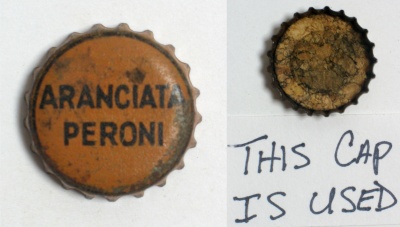 ARANCIATA
PERONI
THIS CAP
IS USED